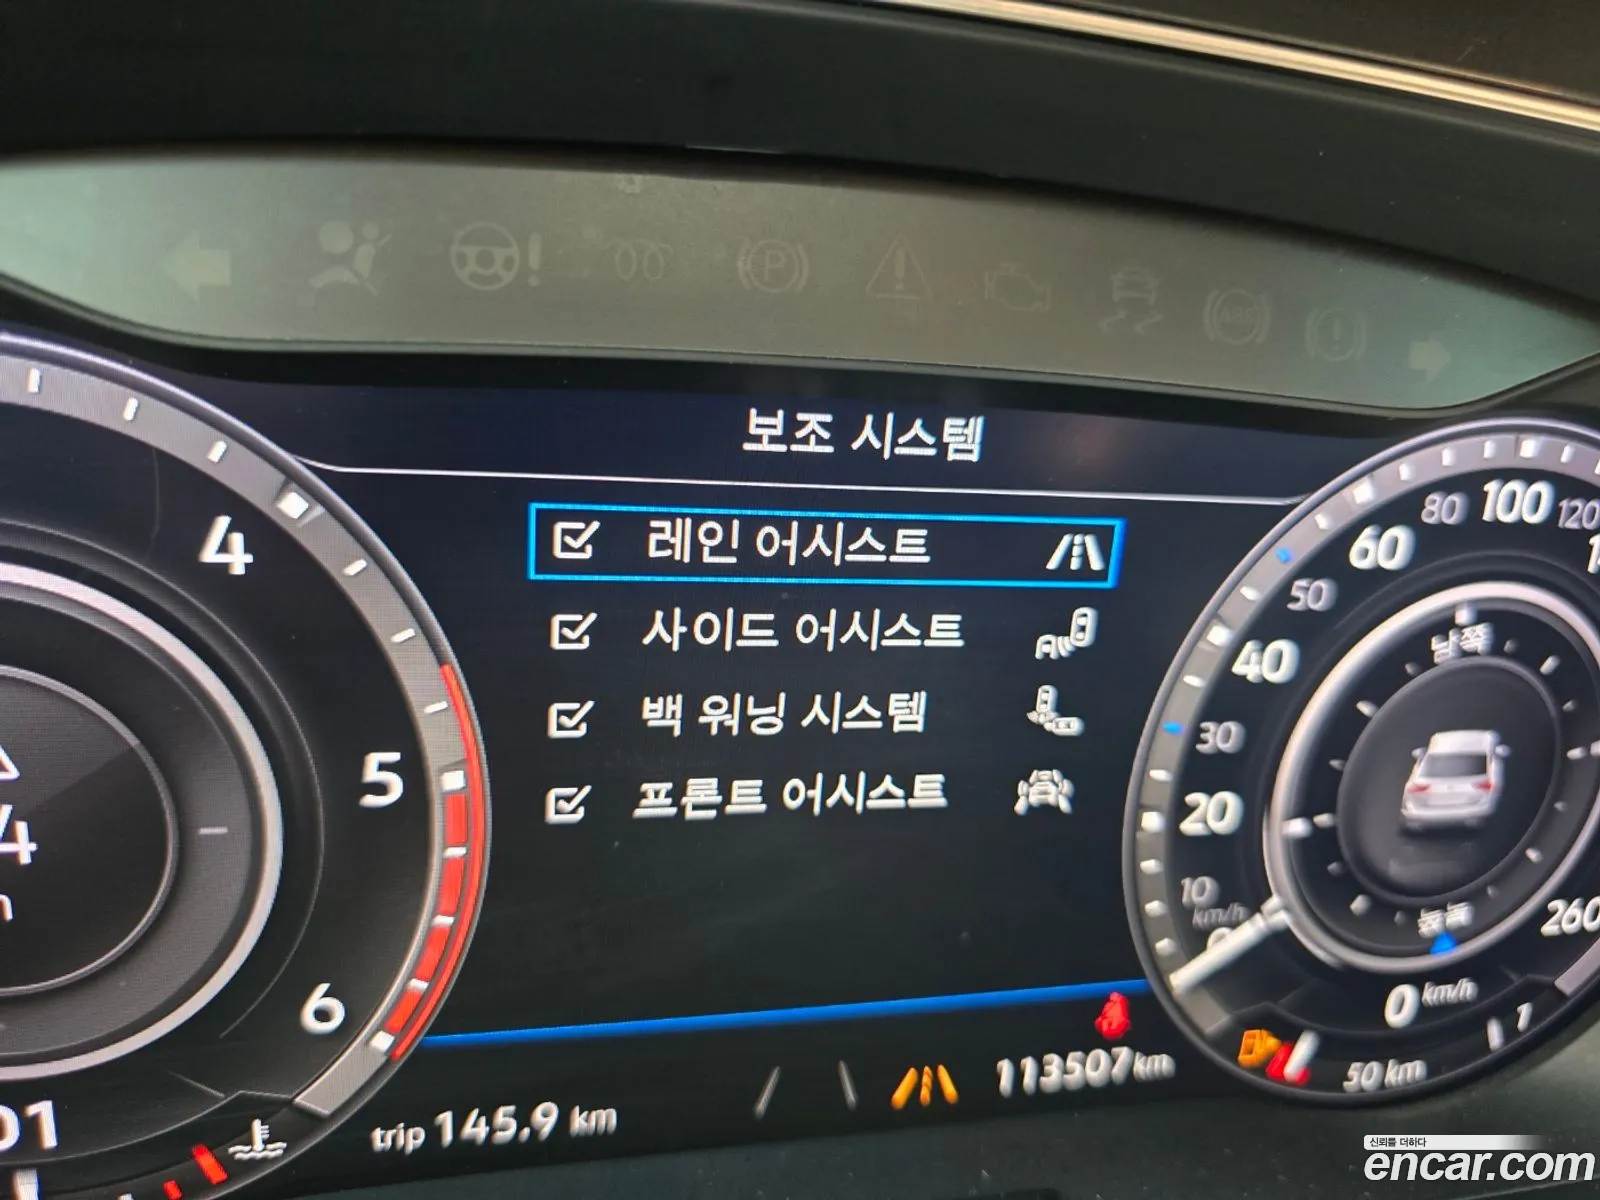 보조 시스템
레인 어시스트
사이드 어시스트
백 워닝 시스템
프론트 어시스트
4
5
6
P
ABS
10
20
30
40
50
60
80
100
120
260
km/h
남쪽
0 km/h
50 km
1
trip 145.9 km
113507 km
신뢰를 더하다
encar.com